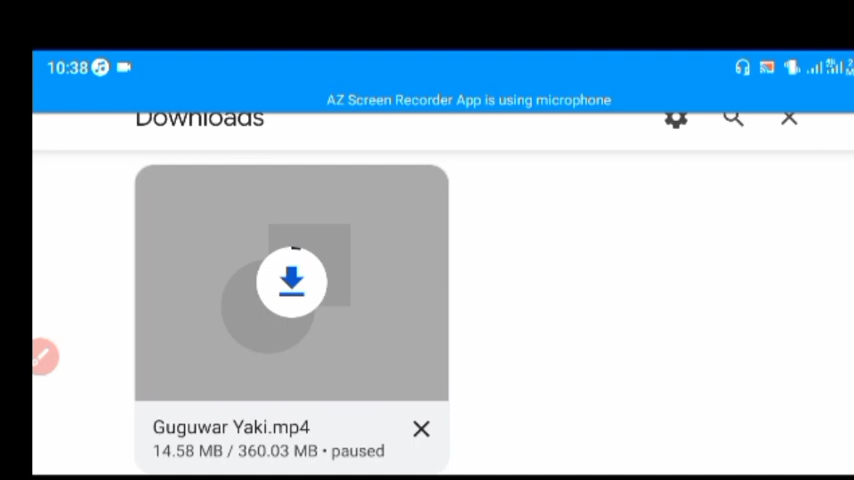 10:38
AZ Screen Recorder App is using microphone
Downloads
Guguwar Yaki.mp4
14.58 MB / 360.03 MB • paused